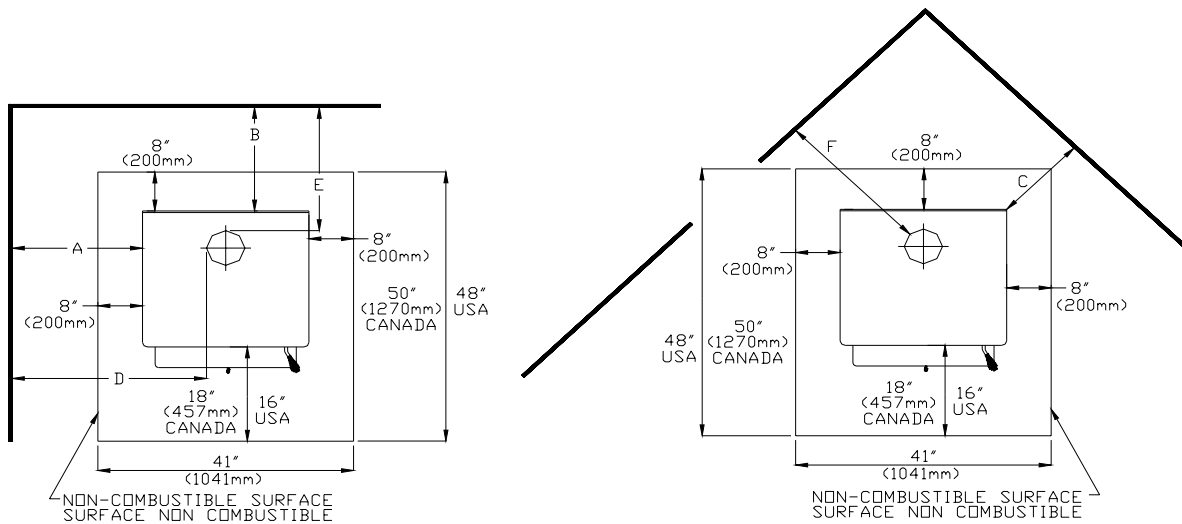 B
8"
(200mm)
E
A
8"
(200mm)
8"
(200mm)
50"
(1270mm)
CANADA
48"
USA
D
18"
(457mm)
CANADA
16"
USA
41"
(1041mm)
NON-COMBUSTIBLE SURFACE
SURFACE NON COMBUSTIBLE
F
8"
(200mm)
C
8"
(200mm)
8"
(200mm)
48"
USA
50"
(1270mm)
CANADA
18"
(457mm)
CANADA
16"
USA
41"
(1041mm)
NON-COMBUSTIBLE SURFACE
SURFACE NON COMBUSTIBLE